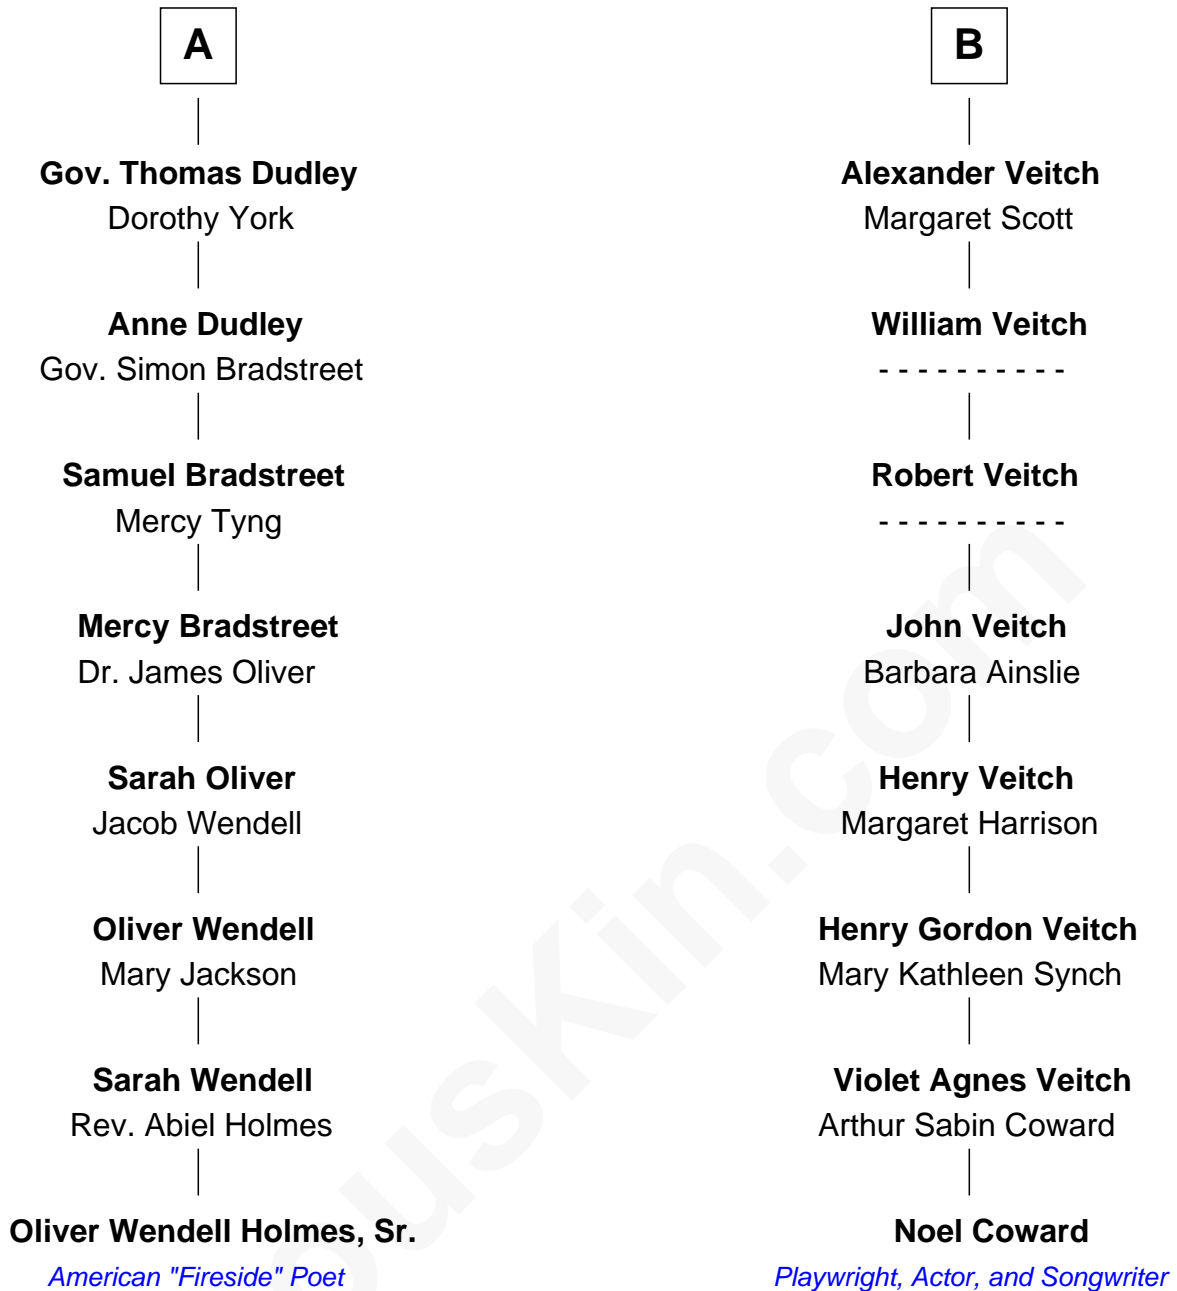 A
Gov. Thomas Dudley
Dorothy York
Anne Dudley
Gov. Simon Bradstreet
Samuel Bradstreet
Mercy Tyng
Mercy Bradstreet
Dr. James Oliver
Sarah Oliver
Jacob Wendell
Oliver Wendell
Mary Jackson
Sarah Wendell
Rev. Abiel Holmes
Oliver Wendell Holmes, Sr.
American "Fireside" Poet
B
Alexander Veitch
Margaret Scott
William Veitch
- - - - - - - - - -
Robert Veitch
- - - - - - - - - -
John Veitch
Barbara Ainslie
Henry Veitch
Margaret Harrison
Henry Gordon Veitch
Mary Kathleen Synch
Violet Agnes Veitch
Arthur Sabin Coward
Noel Coward
Playwright, Actor, and Songwriter
ousKin.com